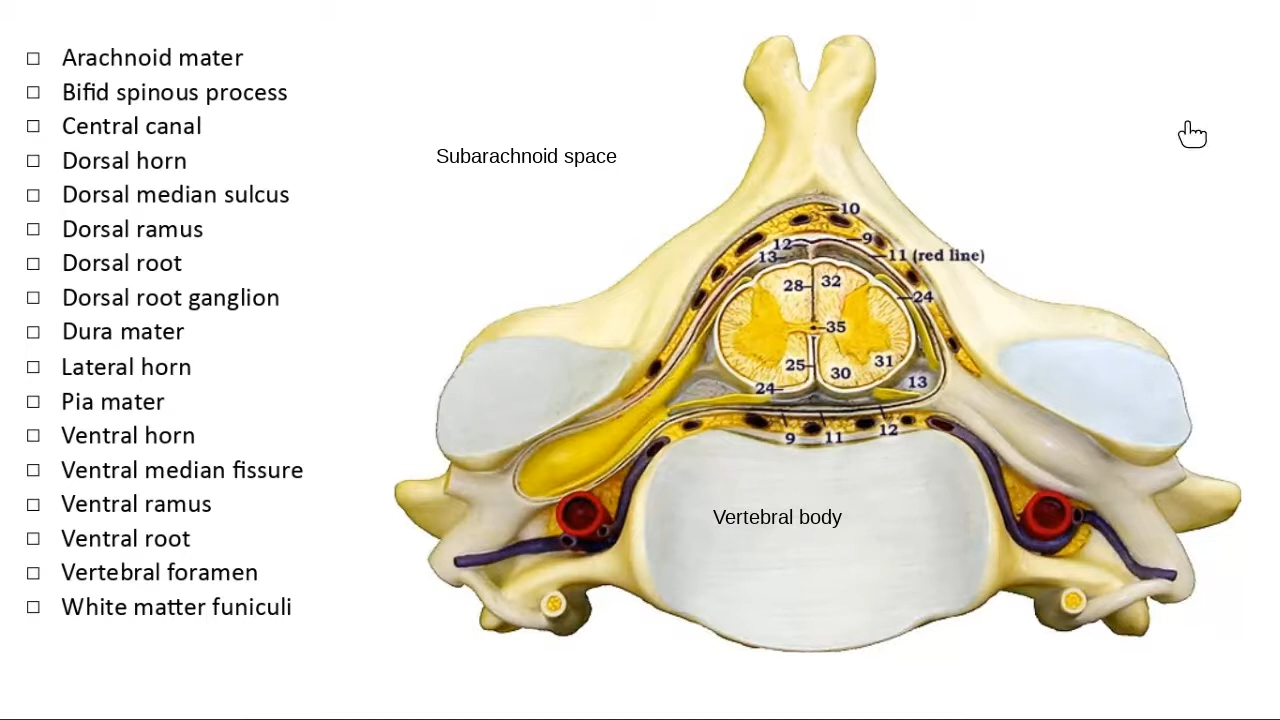 Arachnoid mater
Bifid spinous process
Central canal
Dorsal horn
Dorsal median sulcus
Dorsal ramus
Dorsal root
Dorsal root ganglion
Dura mater
Lateral horn
Pia mater
Ventral horn
Ventral median fissure
Ventral ramus
Ventral root
Vertebral foramen
White matter funiculi
Subarachnoid space
10
9
12
11 (red line)
13
28
32
24
35
25
30
31
13
24
9
11
12
Vertebral body